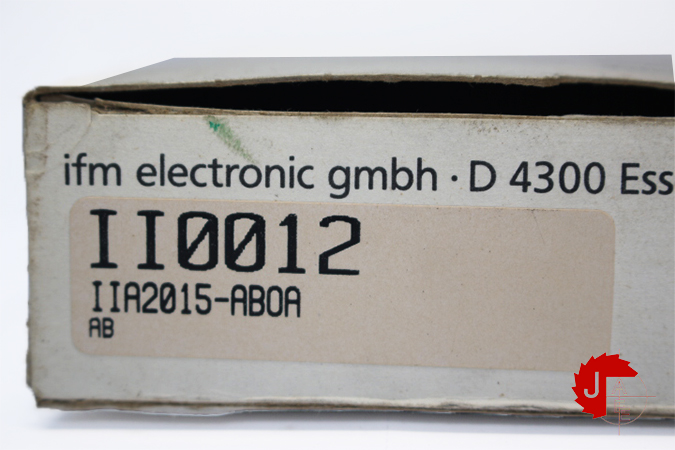 ifm electronic gmbh · D 4300 Ess
II0012
IIA2015-ABOA
AB
J